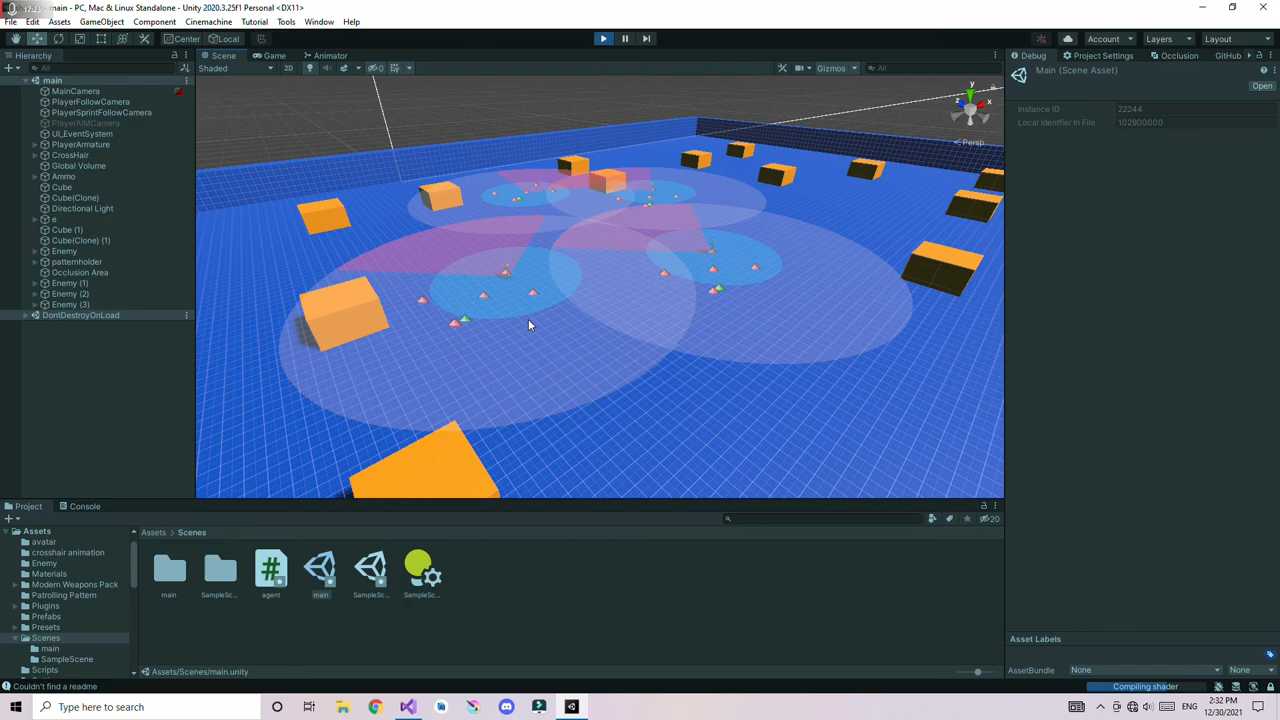 main - PC, Mac & Linux Standalone - Unity 2020.3.25f1 Personal <DX11>
File Edit Assets GameObject Component Cinemachine Tutorial Tools Window Help
Center Local
Account Layers Layout
Hierarchy
All
main
MainCamera
PlayerFollowCamera
PlayerSprintFollowCamera
PlayerAIMCamera
UI_EventSystem
PlayerArmature
CrossHair
Global Volume
Ammo
Cube
Cube(Clone)
Directional Light
e
Cube (1)
Cube(Clone) (1)
Enemy
patternholder
Occlusion Area
Enemy (1)
Enemy (2)
Enemy (3)
DontDestroyOnLoad
Scene Game Animator
Shaded 2D 0 Gizmos All
y
x
z
Persp
Debug Project Settings Occlusion GitHub
Main (Scene Asset)
Open
Instance ID 22244
Local Identifier In File 102900000
Project Console
20
Assets
avatar
crosshair animation
Enemy
Materials
Modern Weapons Pack
Patrolling Pattern
Plugins
Prefabs
Presets
Scenes
main
SampleScene
Scripts
Assets > Scenes
main SampleSc... agent main SampleSc... SampleSc...
Assets/Scenes/main.unity
Asset Labels
AssetBundle None None
Couldn't find a readme
Compiling shader
Type here to search
ENG
2:32 PM
12/30/2021